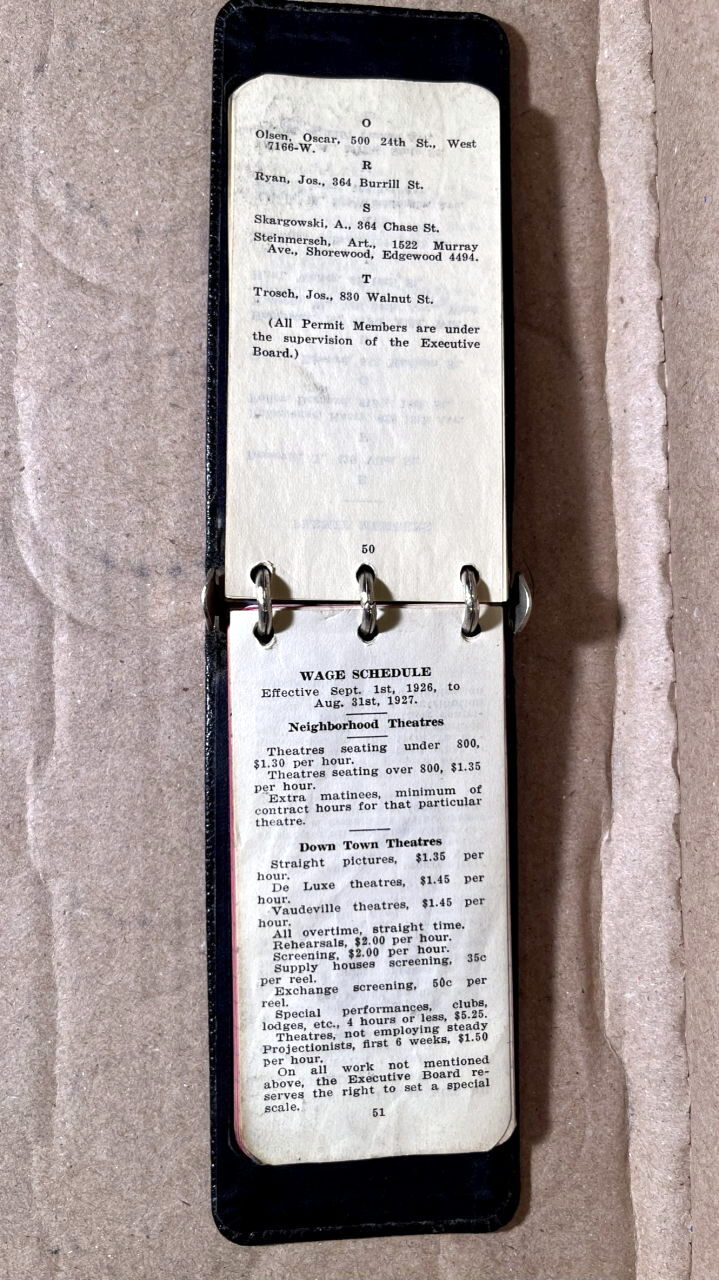 O
Olsen, Oscar, 500 24th St., West
7166-W.
R
Ryan, Jos., 364 Burrill St.
S
Skargowski, A., 364 Chase St.
Steinmersch, Art., 1522 Murray
Ave., Shorewood, Edgewood 4494.
T
Trosch, Jos., 830 Walnut St.
(All Permit Members are under
the supervision of the Executive
Board.)
50
WAGE SCHEDULE
Effective Sept. 1st, 1926, to
Aug. 31st, 1927.
Neighborhood Theatres
Theatres seating under 800,
$1.30 per hour.
Theatres seating over 800, $1.35
per hour.
Extra matinees, minimum of
contract hours for that particular
theatre.
Down Town Theatres
Straight pictures, $1.35 per
hour.
De Luxe theatres, $1.45 per
hour.
Vaudeville theatres, $1.45 per
hour.
All overtime, straight time.
Rehearsals, $2.00 per hour.
Screening, $2.00 per hour.
Supply houses screening, 35c
per reel.
Exchange screening, 50c per
reel.
Special performances, clubs,
lodges, etc., 4 hours or less, $5.25.
Theatres, not employing steady
Projectionists, first 6 weeks, $1.50
per hour.
On all work not mentioned
above, the Executive Board re-
serves the right to set a special
scale.
51